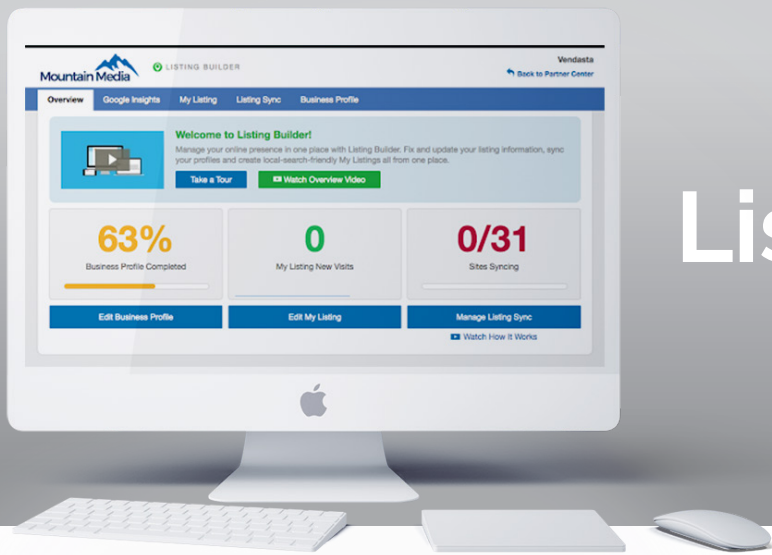 Mountain Media
LISTING BUILDER
Vendasta
Back to Partner Center
Overview
Google Insights
My Listing
Listing Sync
Business Profile
Welcome to Listing Builder!
Manage your online presence in one place with Listing Builder. Fix and update your listing information, sync
your profiles and create local-search-friendly My Listings all from one place.
Take a Tour
Watch Overview Video
63%
Business Profile Completed
0
My Listing New Visits
0/31
Sites Syncing
Edit Business Profile
Edit My Listing
Manage Listing Sync
Watch How It Works
Lis